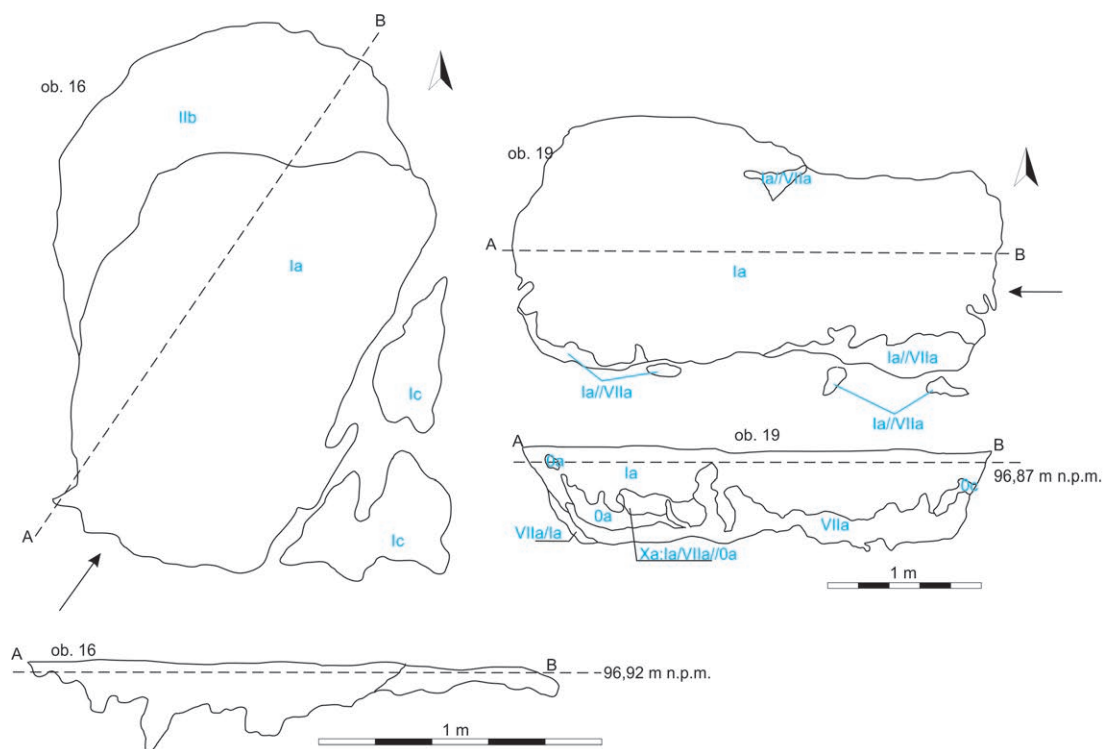 B
ob. 16
IIb
Ia
Ic
Ic
A
ob. 19
Ia//VIIa
A
B
Ia
Ia//VIIa
Ia//VIIa
Ia//VIIa
A
ob. 19
B
0a
Ia
96,87 m n.p.m.
0c
0a
VIIa
VIIa/Ia
Xa:Ia/VIIa//0a
1 m
A
ob. 16
B
96,92 m n.p.m.
1 m